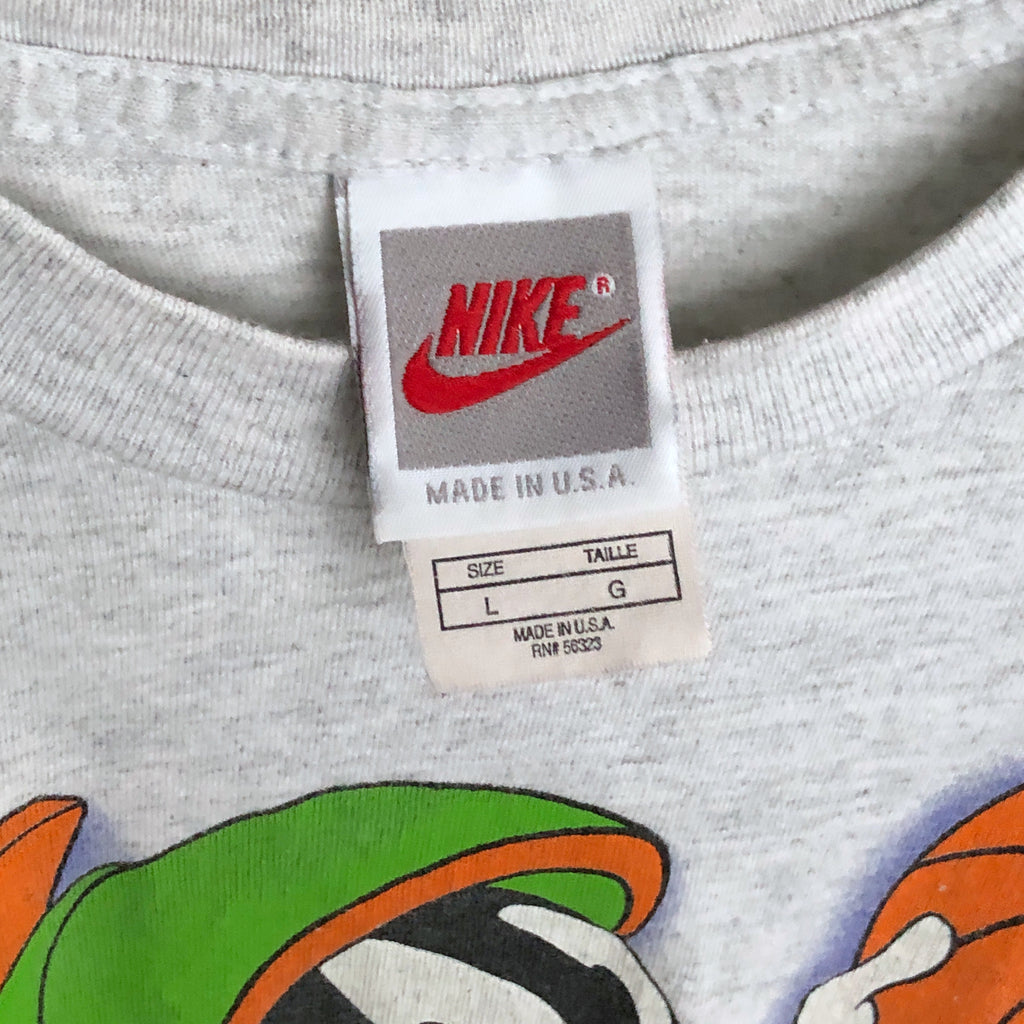 NIKE ®
MADE IN U.S.A.
SIZE TAILLE
L G
MADE IN U.S.A.
RN# 56323